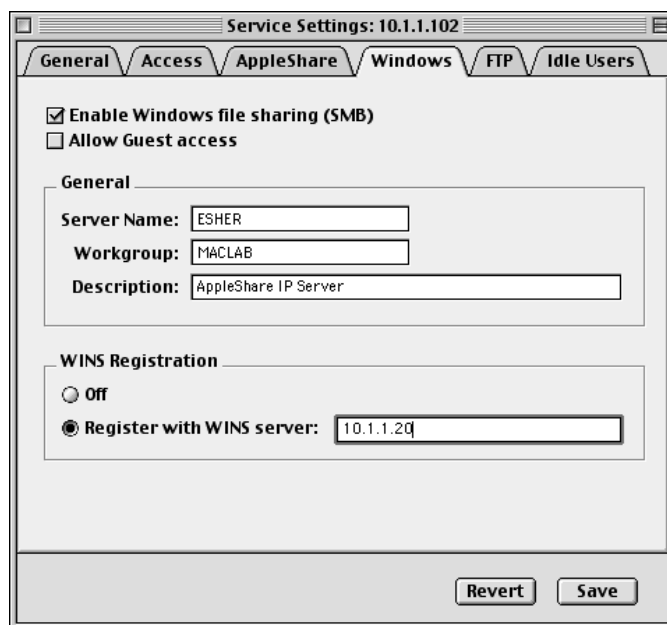 Service Settings: 10.1.1.102
General Access AppleShare Windows FTP Idle Users
Enable Windows file sharing (SMB)
Allow Guest access
General
Server Name: ESHER
Workgroup: MACLAB
Description: AppleShare IP Server
WINS Registration
Off
Register with WINS server: 10.1.1.20
Revert Save